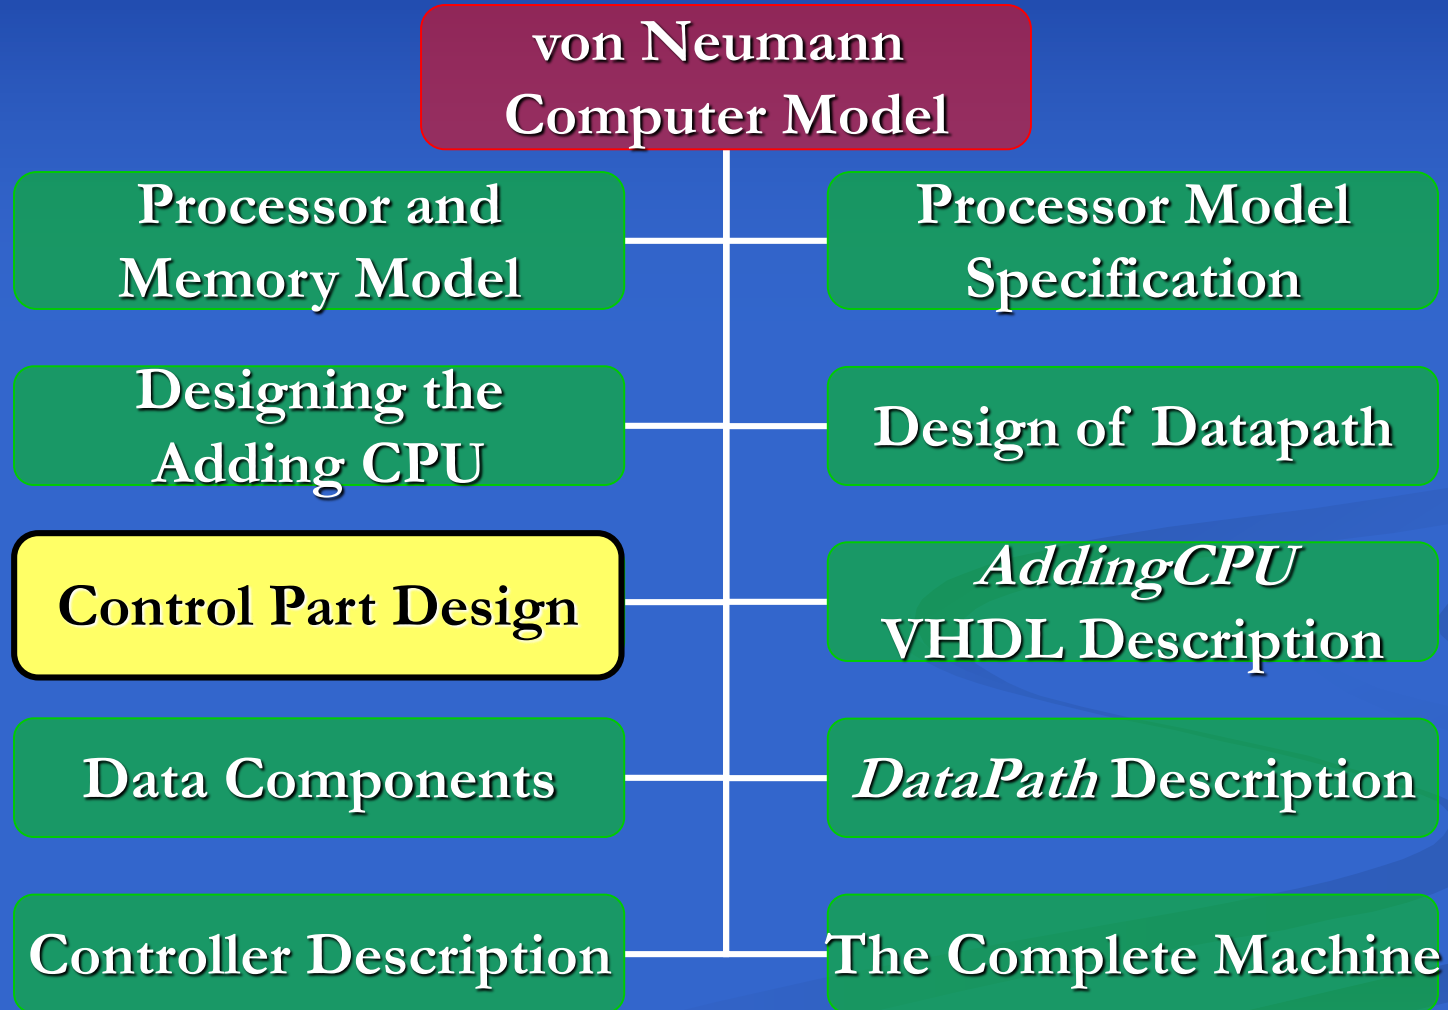 von Neumann
Computer Model
Processor and
Memory Model
Processor Model
Specification
Designing the
Adding CPU
Design of Datapath
Control Part Design
AddingCPU
VHDL Description
Data Components
DataPath Description
Controller Description
The Complete Machine